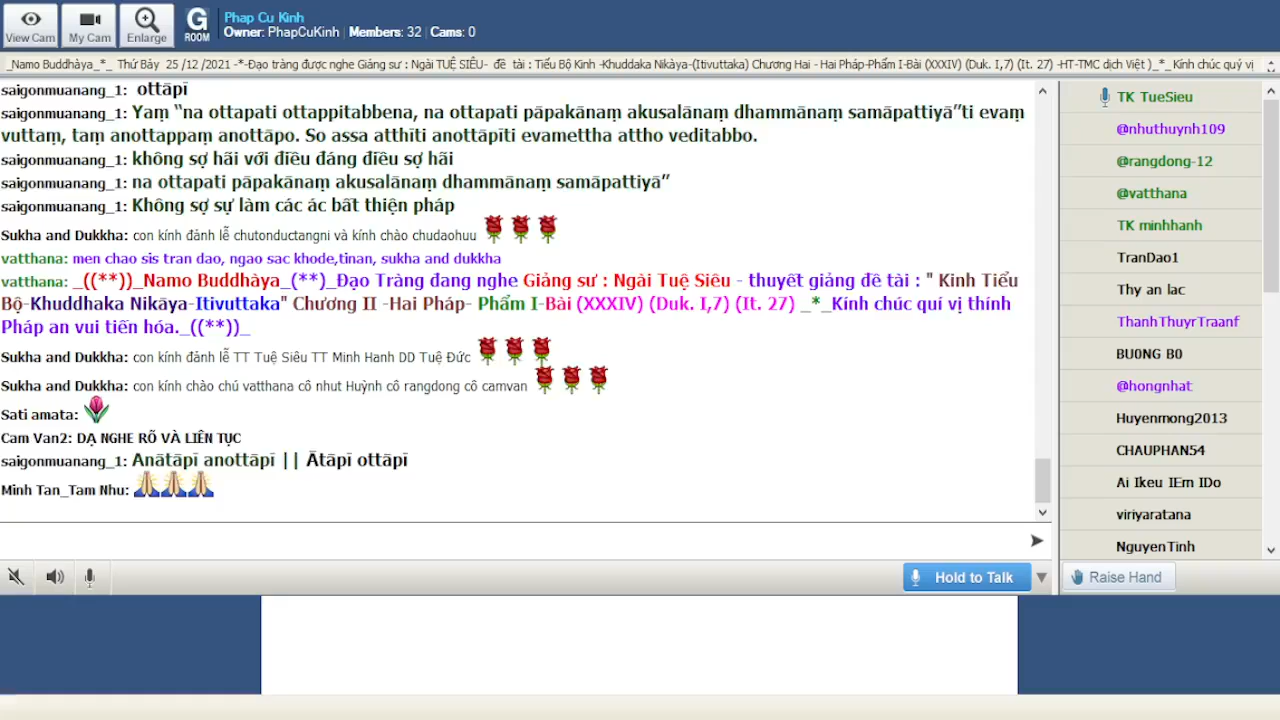 View Cam
My Cam
Enlarge
G
ROOM
Phap Cu Kinh
Owner: PhapCuKinh | Members: 32 | Cams: 0
_Namo Buddhàya_*_ Thứ Bảy 25 /12 /2021 -*-Đạo tràng được nghe Giảng sư : Ngài TUỆ SIÊU- đề tài : Tiểu Bộ Kinh -Khuddaka Nikàya-(Itivuttaka) Chương Hai - Hai Pháp-Phẩm I-Bài (XXXIV) (Duk. I,7) (It. 27) -HT-TMC dịch Việt )_*_Kính chúc quý vị
saigonmuanang_1: ottāpī
saigonmuanang_1: Yaṃ “na ottapati ottappitabbena, na ottapati pāpakānaṃ akusalānaṃ dhammānaṃ samāpattiyā”ti evaṃ
vuttaṃ, taṃ anottappaṃ anottāpo. So assa atthīti anottāpīti evamettha attho veditabbo.
saigonmuanang_1: không sợ hãi với điều đáng điều sợ hãi
saigonmuanang_1: na ottapati pāpakānaṃ akusalānaṃ dhammānaṃ samāpattiyā”
saigonmuanang_1: Không sợ sự làm các ác bất thiện pháp
Sukha and Dukkha: con kính đảnh lễ chutonductangni và kính chào chudaohuu
vatthana: men chao sis tran dao, ngao sac khode,tinan, sukha and dukkha
vatthana: _((**))_Namo Buddhàya_(**)_Đạo Tràng đang nghe Giảng sư : Ngài Tuệ Siêu - thuyết giảng đề tài : " Kinh Tiểu
Bộ-Khuddhaka Nikāya-Itivuttaka" Chương II -Hai Pháp- Phẩm I-Bài (XXXIV) (Duk. I,7) (It. 27) _*_Kính chúc quí vị thính
Pháp an vui tiến hóa._((**))_
Sukha and Dukkha: con kính đảnh lễ TT Tuệ Siêu TT Minh Hanh DD Tuệ Đức
Sukha and Dukkha: con kính chào chú vatthana cô nhut Huỳnh cô rangdong cô camvan
Sati amata:
Cam Van2: DẠ NGHE RÕ VÀ LIÊN TỤC
saigonmuanang_1: Anātāpī anottapī || Ātāpī ottāpī
Minh Tan_Tam Nhu:
Hold to Talk
TK TueSieu
@nhuthuynh109
@rangdong-12
@vatthana
TK minhhanh
TranDao1
Thy an lac
ThanhThuyrTraanf
BU0NG B0
@hongnhat
Huyenmong2013
CHAUPHAN54
Ai Ikeu IEm IDo
viriyaratana
NguyenTinh
Raise Hand